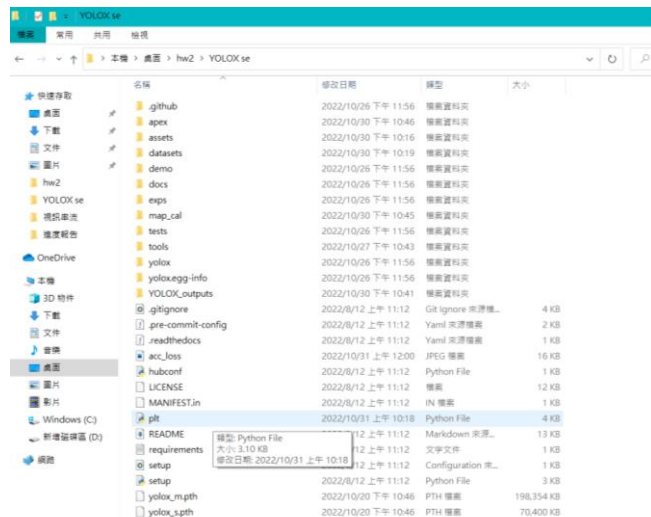 YOLOX se
檔案 常用 共用 檢視
本機 > 桌面 > hw2 > YOLOX se
名稱 修改日期 類型 大小
快速存取
桌面
下載
文件
圖片
hw2
YOLOX se
視訊串流
進度報告
OneDrive
本機
3D 物件
下載
文件
音樂
桌面
圖片
影片
Windows (C:)
新增磁碟區 (D:)
網路
.github 2022/10/26 下午 11:56 檔案資料夾
apex 2022/10/30 下午 10:46 檔案資料夾
assets 2022/10/30 下午 10:16 檔案資料夾
datasets 2022/10/30 下午 10:19 檔案資料夾
demo 2022/10/26 下午 11:56 檔案資料夾
docs 2022/10/26 下午 11:56 檔案資料夾
exps 2022/10/26 下午 11:56 檔案資料夾
map_cal 2022/10/30 下午 10:45 檔案資料夾
tests 2022/10/26 下午 11:56 檔案資料夾
tools 2022/10/27 下午 10:43 檔案資料夾
yolox 2022/10/26 下午 11:56 檔案資料夾
yolox.egg-info 2022/10/26 下午 11:56 檔案資料夾
YOLOX_outputs 2022/10/30 下午 10:41 檔案資料夾
.gitignore 2022/8/12 上午 11:12 Git Ignore 來源檔... 4 KB
.pre-commit-config 2022/8/12 上午 11:12 Yaml 來源檔案 2 KB
.readthedocs 2022/8/12 上午 11:12 Yaml 來源檔案 1 KB
acc_loss 2022/10/31 上午 12:00 JPEG 檔案 16 KB
hubconf 2022/8/12 上午 11:12 Python File 1 KB
LICENSE 2022/8/12 上午 11:12 檔案 12 KB
MANIFEST.in 2022/8/12 上午 11:12 IN 檔案 1 KB
plt 2022/10/31 上午 10:18 Python File 4 KB
README 上午 11:12 Markdown 來源... 13 KB
requirements 上午 11:12 文字文件 1 KB
setup 上午 11:12 Configuration 來... 1 KB
setup 2022/8/12 上午 11:12 Python File 3 KB
yolox_m.pth 2022/10/20 下午 10:46 PTH 檔案 198,354 KB
yolox_s.pth 2022/10/20 下午 10:46 PTH 檔案 70,400 KB
類型: Python File
大小: 3.10 KB
修改日期: 2022/10/31 上午 10:18